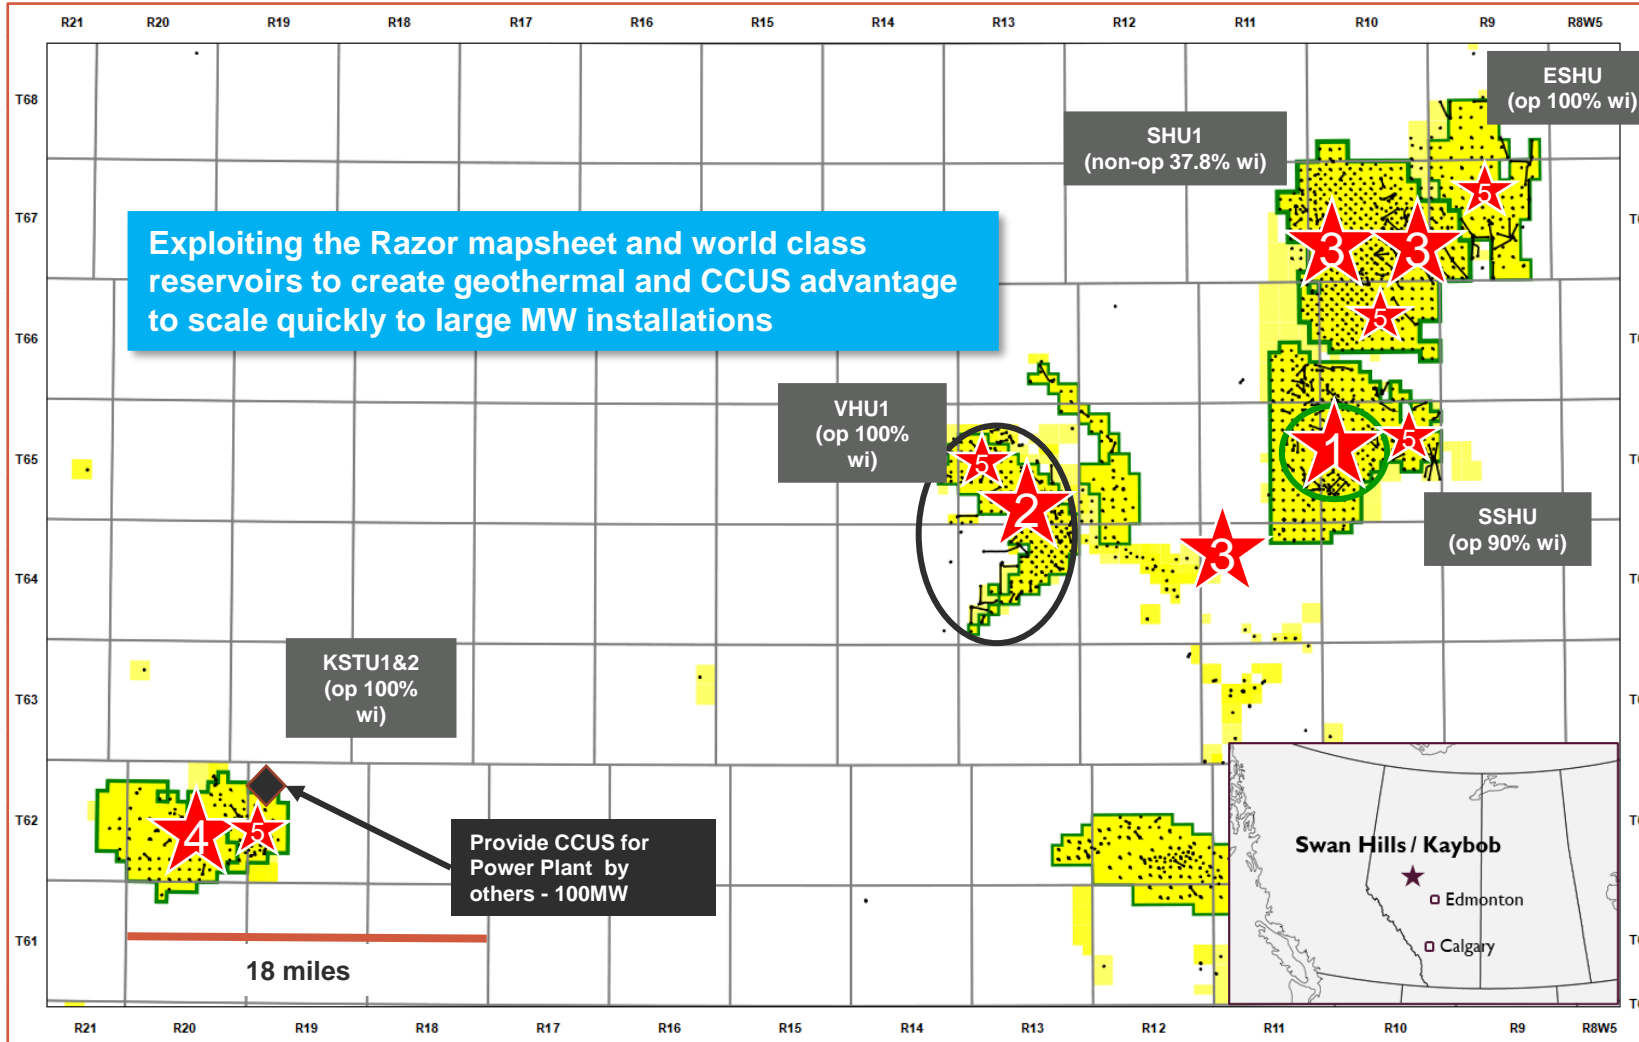 R21 R20 R19 R18 R17 R16 R15 R14 R13 R12 R11 R10 R9 R8W5
ESHU
(op 100% wi)
T68
SHU1
(non-op 37.8% wi)
5
T67
Exploiting the Razor mapsheet and world class
reservoirs to create geothermal and CCUS advantage
to scale quickly to large MW installations
3 3
5
T66
VHU1
(op 100%
wi)
1
5
T65
5
2
SSHU
(op 90% wi)
3
T64
KSTU1&2
(op 100%
wi)
T63
T62
4
5
Provide CCUS for
Power Plant by
others - 100MW
Swan Hills / Kaybob
Edmonton
Calgary
T61
18 miles
R21 R20 R19 R18 R17 R16 R15 R14 R13 R12 R11 R10 R9 R8W5